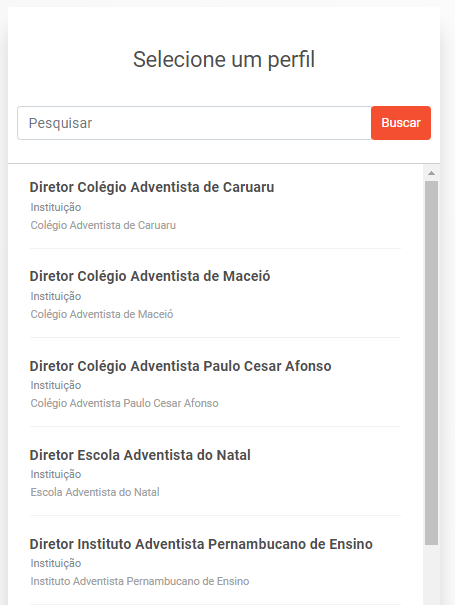 Selecione um perfil
Pesquisar
Buscar
Diretor Colégio Adventista de Caruaru
Instituição
Colégio Adventista de Caruaru
Diretor Colégio Adventista de Maceió
Instituição
Colégio Adventista de Maceió
Diretor Colégio Adventista Paulo Cesar Afonso
Instituição
Colégio Adventista Paulo Cesar Afonso
Diretor Escola Adventista do Natal
Instituição
Escola Adventista do Natal
Diretor Instituto Adventista Pernambucano de Ensino
Instituição
Instituto Adventista Pernambucano de Ensino